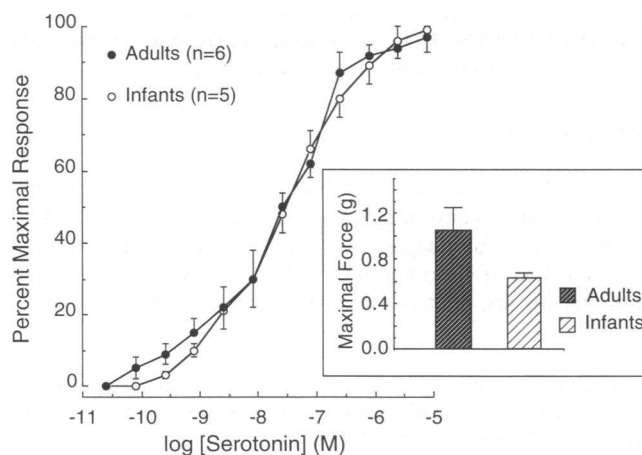 100
80
60
40
20
0
Percent Maximal Response
Adults (n=6)
Infants (n=5)
-11 -10 -9 -8 -7 -6 -5
log [Serotonin] (M)
1.2
0.8
0.4
0.0
Maximal Force (g)
Adults
Infants